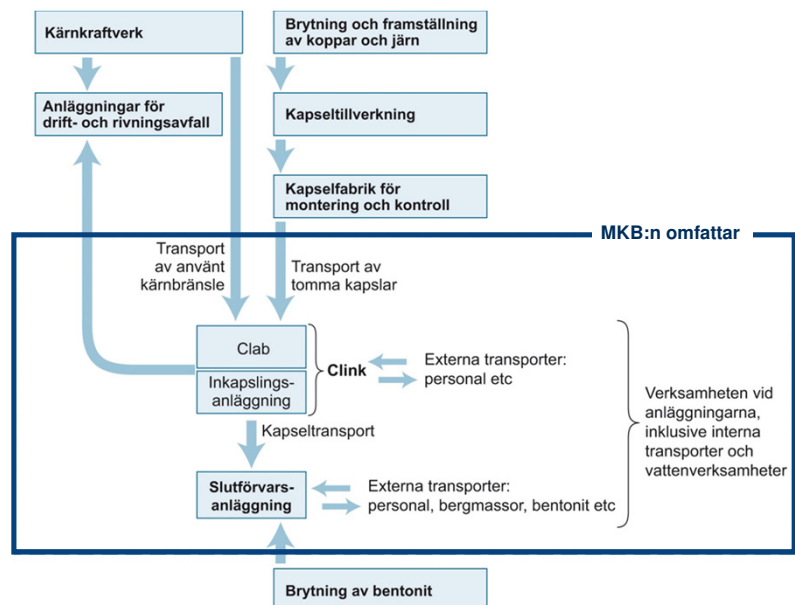 Kärnkraftverk
Brytning och framställning
av koppar och järn
Anläggningar för
drift- och rivningsavfall
Kapseltillverkning
Kapselfabrik för
montering och kontroll
MKB:n omfattar
Transport
av använt
kärnbränsle
Transport av
tomma kapslar
Clab
Inkapslings-
anläggning
Clink
Externa transporter:
personal etc
Verksamheten vid
anläggningarna,
inklusive interna
transporter och
vattenverksamheter
Kapseltransport
Slutförvars-
anläggning
Externa transporter:
personal, bergmassor, bentonit etc
Brytning av bentonit